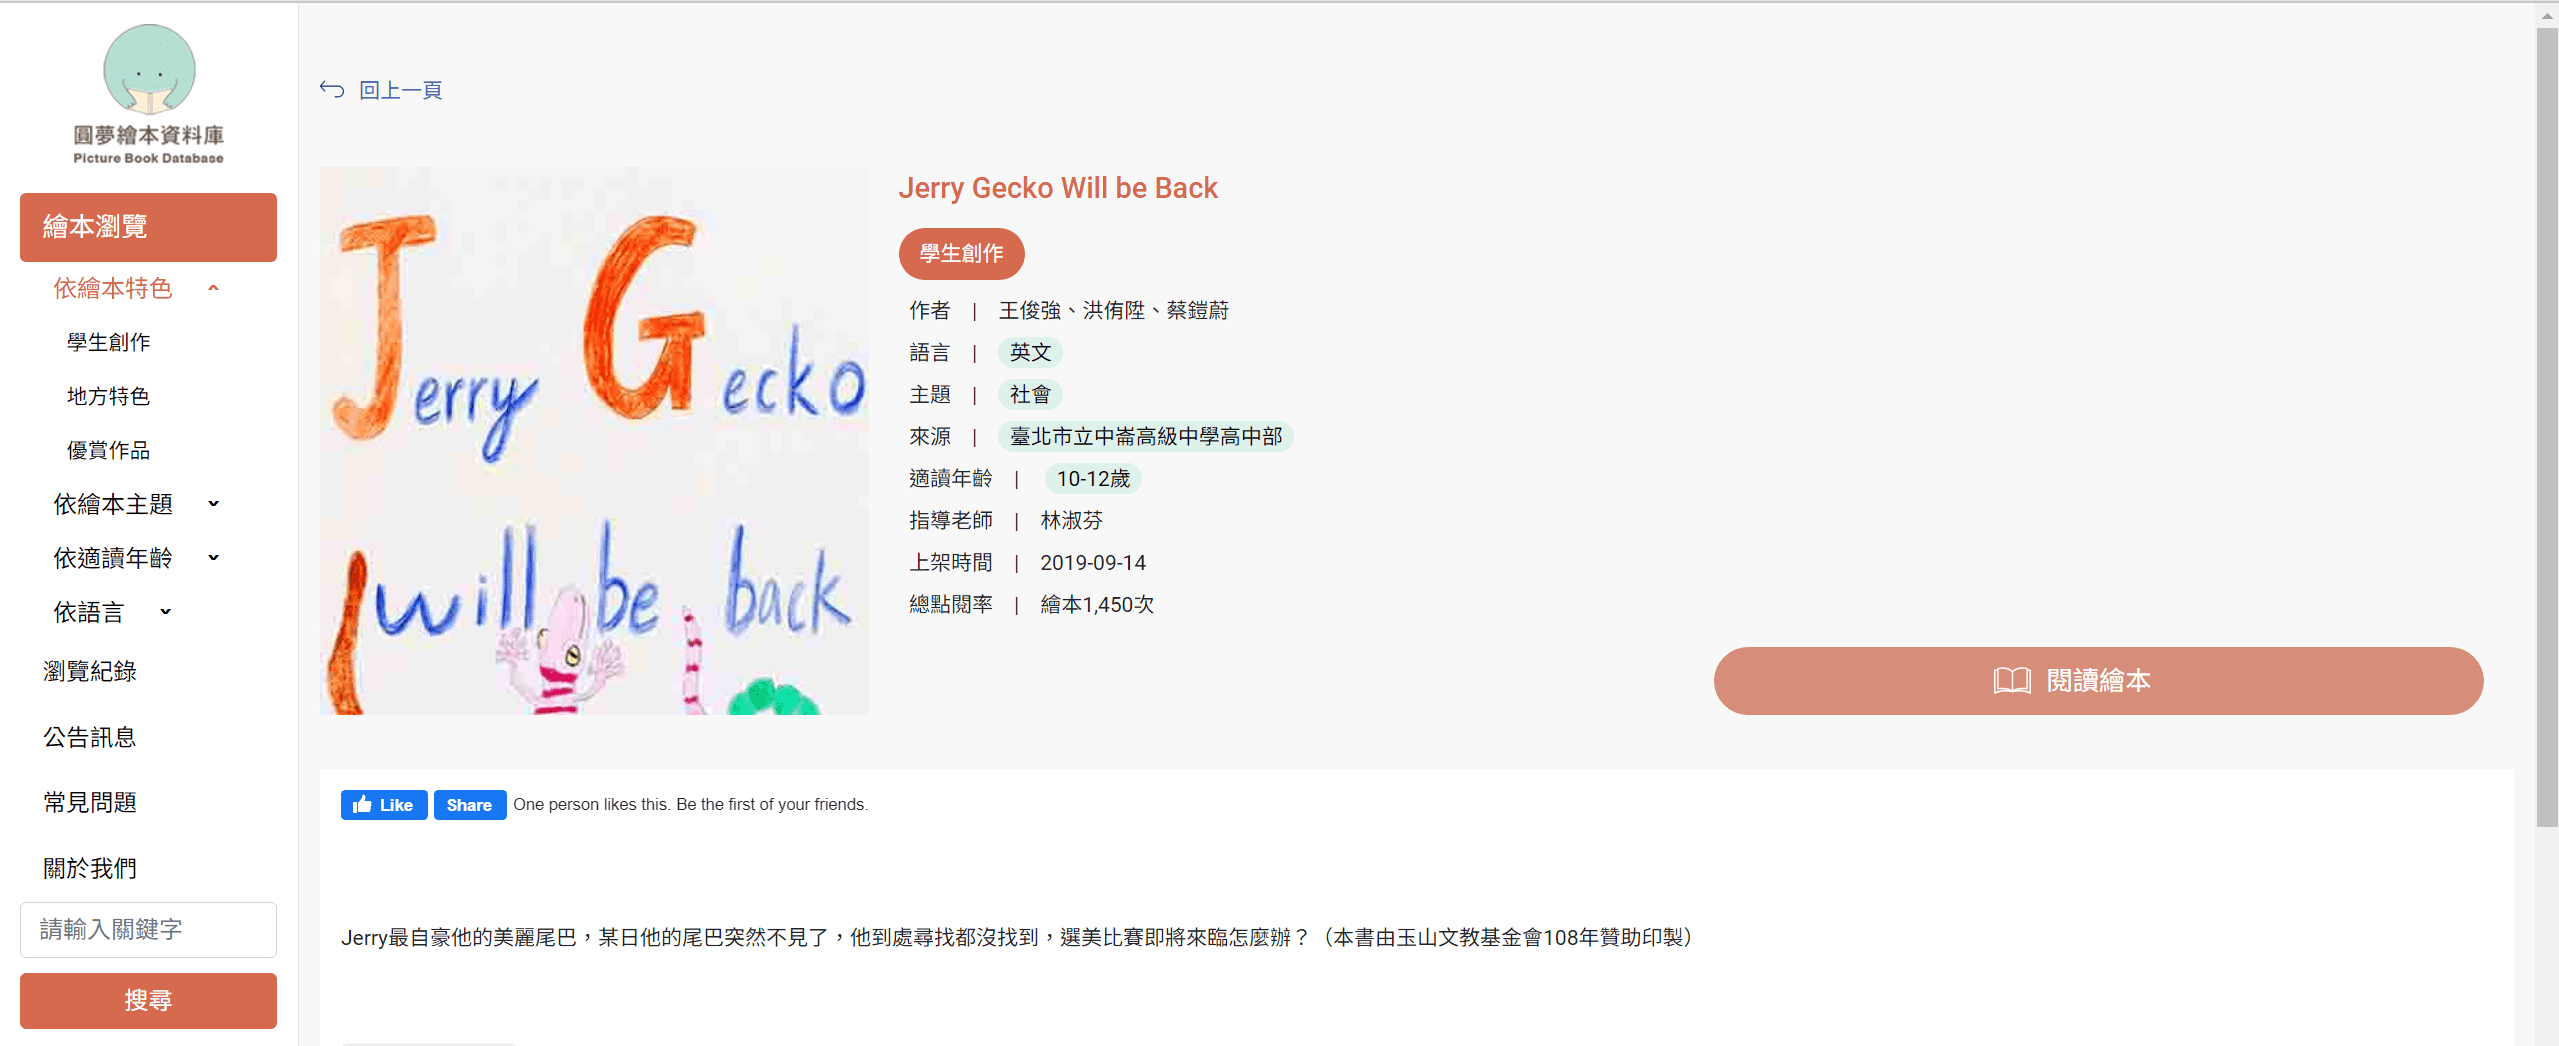 圓夢繪本資料庫
Picture Book Database
繪本瀏覽
依繪本特色
學生創作
地方特色
優賞作品
依繪本主題
依適讀年齡
依語言
瀏覽紀錄
公告訊息
常見問題
關於我們
請輸入關鍵字
搜尋
回上一頁
Jerry Gecko
will be back
Jerry Gecko Will be Back
學生創作
作者 | 王俊強、洪侑陞、蔡鎧蔚
語言 | 英文
主題 | 社會
來源 | 臺北市立中崙高級中學高中部
適讀年齡 | 10-12歲
指導老師 | 林淑芬
上架時間 | 2019-09-14
總點閱率 | 繪本1,450次
閱讀繪本
Like Share One person likes this. Be the first of your friends.
Jerry最自豪他的美麗尾巴，某日他的尾巴突然不見了，他到處尋找都沒找到，選美比賽即將來臨怎麼辦？（本書由玉山文教基金會108年贊助印製）